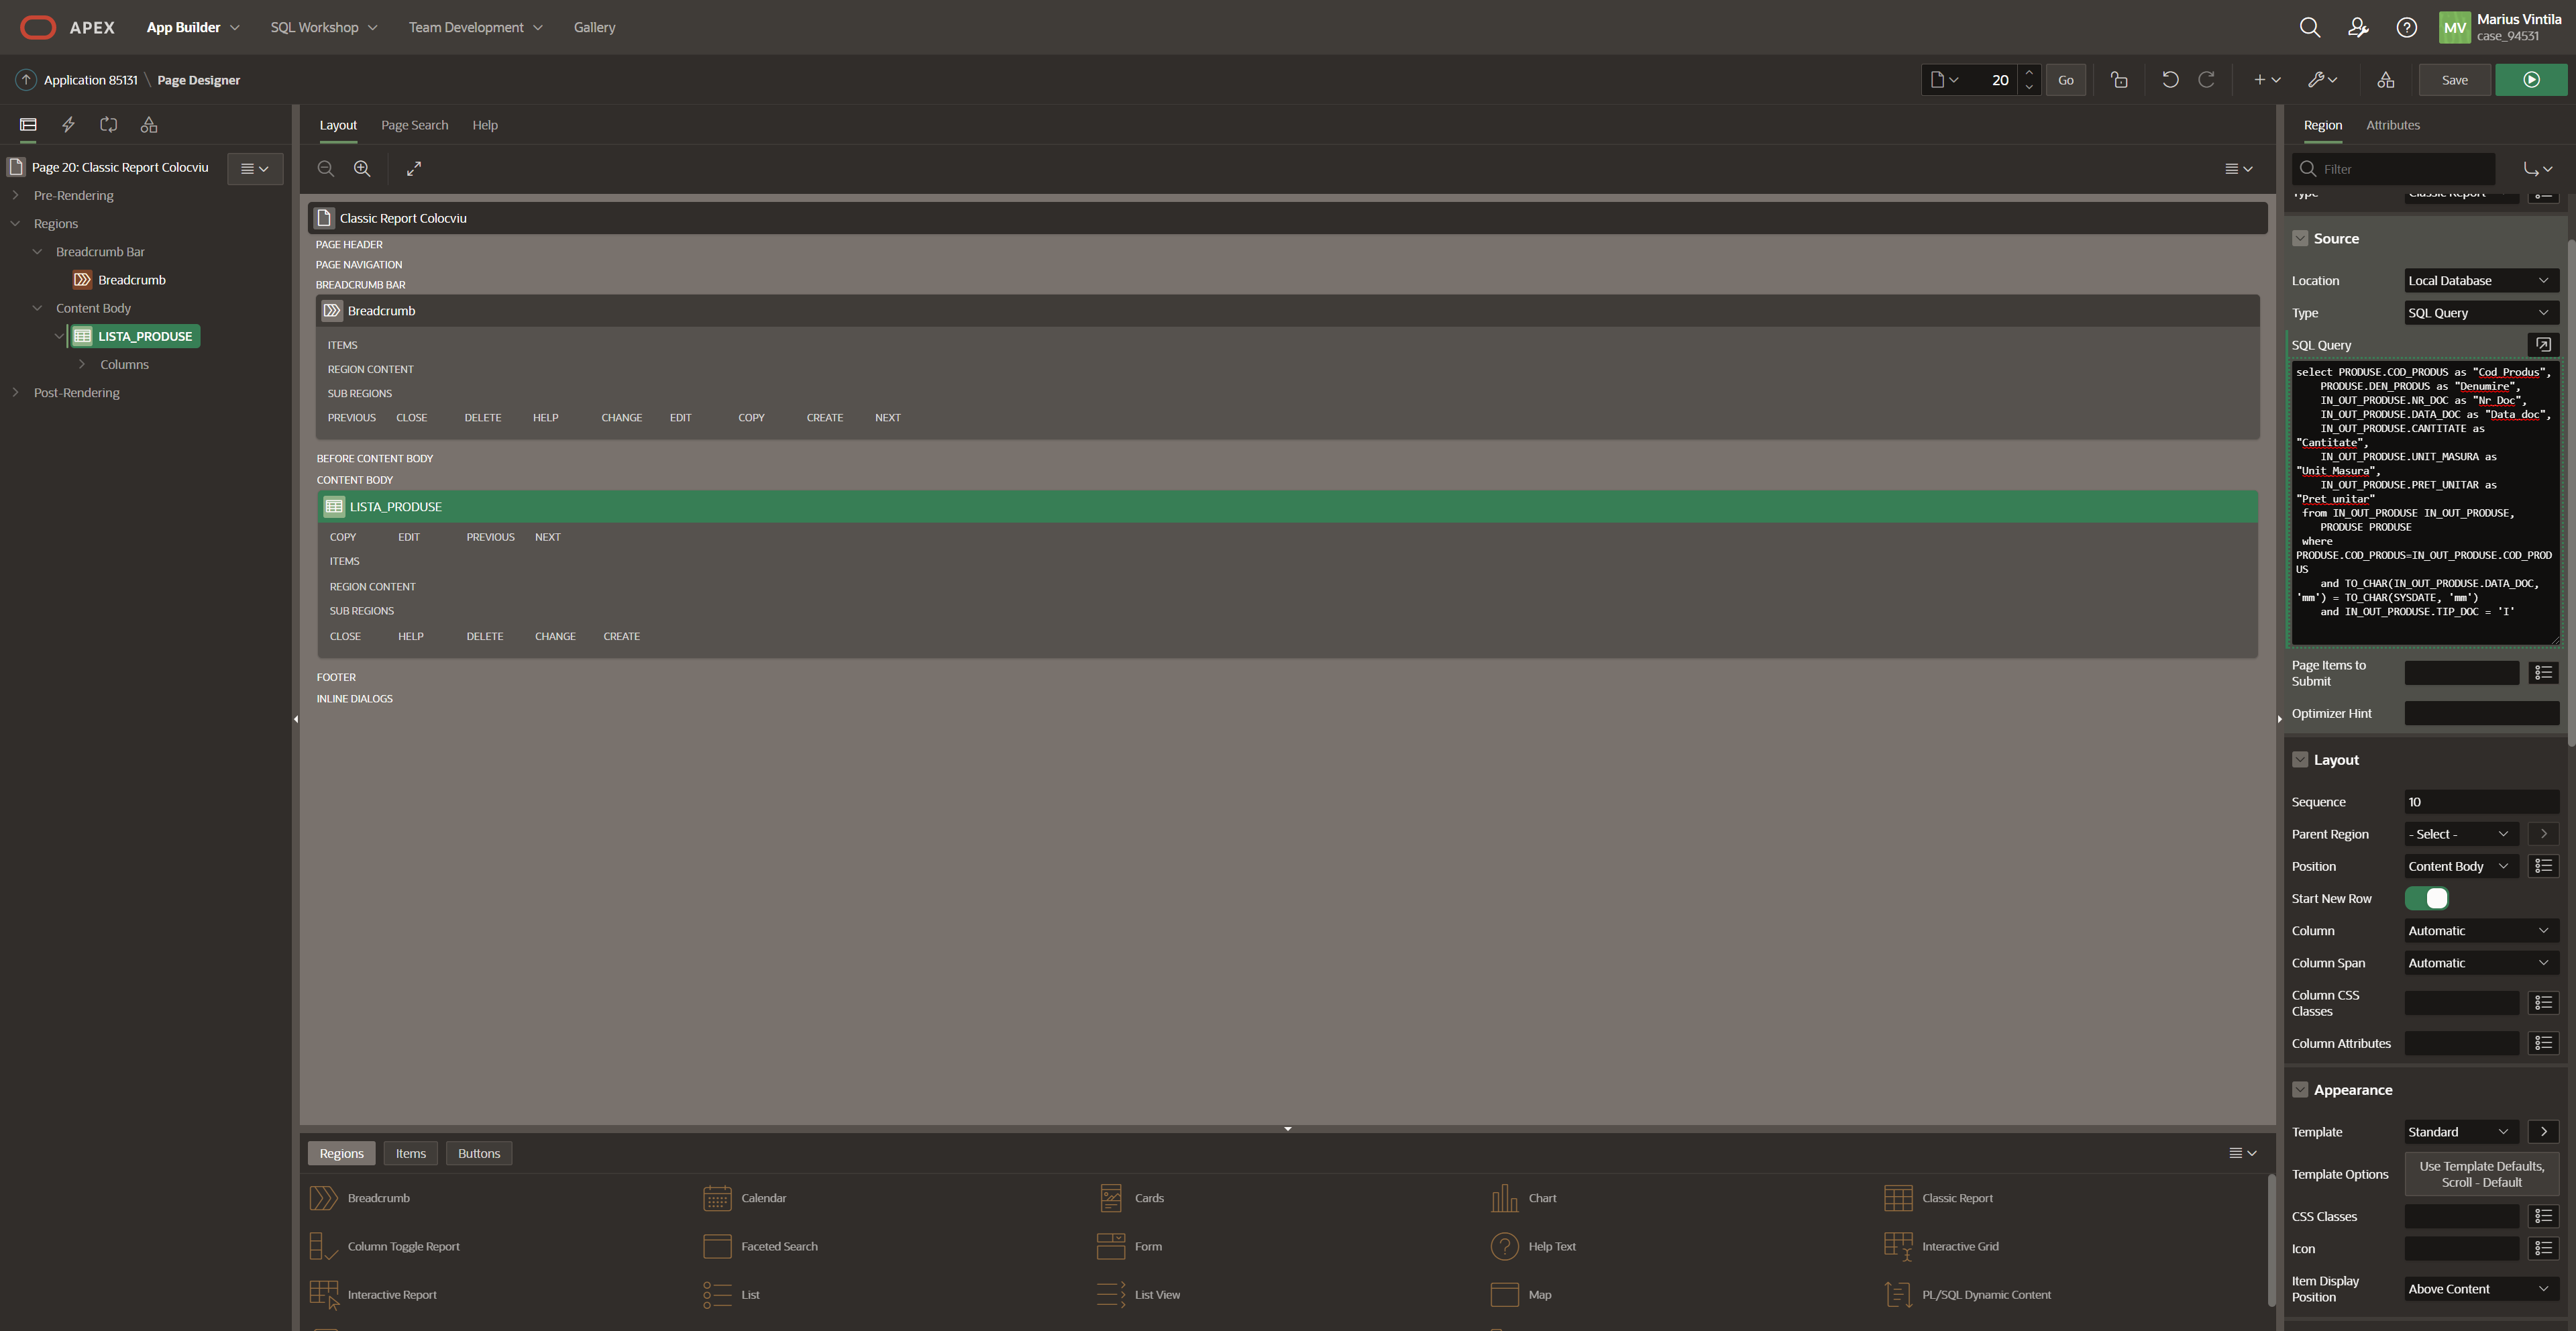 APEX
App Builder
SQL Workshop
Team Development
Gallery
MV
Marius Vintila
case_94531
Application 85131 \ Page Designer
20
Go
Save
Page 20: Classic Report Colocviu
Pre-Rendering
Regions
Breadcrumb Bar
Breadcrumb
Content Body
LISTA_PRODUSE
Columns
Post-Rendering
Layout
Page Search
Help
Classic Report Colocviu
PAGE HEADER
PAGE NAVIGATION
BREADCRUMB BAR
Breadcrumb
ITEMS
REGION CONTENT
SUB REGIONS
PREVIOUS CLOSE DELETE HELP CHANGE EDIT COPY CREATE NEXT
BEFORE CONTENT BODY
CONTENT BODY
LISTA_PRODUSE
COPY EDIT PREVIOUS NEXT
ITEMS
REGION CONTENT
SUB REGIONS
CLOSE HELP DELETE CHANGE CREATE
FOOTER
INLINE DIALOGS
Regions
Items
Buttons
Breadcrumb
Calendar
Cards
Chart
Classic Report
Column Toggle Report
Faceted Search
Form
Help Text
Interactive Grid
Interactive Report
List
List View
Map
PL/SQL Dynamic Content
Region
Attributes
Filter
Type Classic Report
Source
Location Local Database
Type SQL Query
SQL Query
select PRODUSE.COD_PRODUS as "Cod_Produs",
PRODUSE.DEN_PRODUS as "Denumire",
IN_OUT_PRODUSE.NR_DOC as "Nr_Doc",
IN_OUT_PRODUSE.DATA_DOC as "Data_doc",
IN_OUT_PRODUSE.CANTITATE as
"Cantitate",
IN_OUT_PRODUSE.UNIT_MASURA as
"Unit_Masura",
IN_OUT_PRODUSE.PRET_UNITAR as
"Pret_unitar"
from IN_OUT_PRODUSE IN_OUT_PRODUSE,
PRODUSE PRODUSE
where
PRODUSE.COD_PRODUS=IN_OUT_PRODUSE.COD_PROD
US
and TO_CHAR(IN_OUT_PRODUSE.DATA_DOC,
'mm') = TO_CHAR(SYSDATE, 'mm')
and IN_OUT_PRODUSE.TIP_DOC = 'I'
Page Items to
Submit
Optimizer Hint
Layout
Sequence 10
Parent Region - Select -
Position Content Body
Start New Row
Column Automatic
Column Span Automatic
Column CSS
Classes
Column Attributes
Appearance
Template Standard
Template Options Use Template Defaults,
Scroll - Default
CSS Classes
Icon
Item Display
Position Above Content